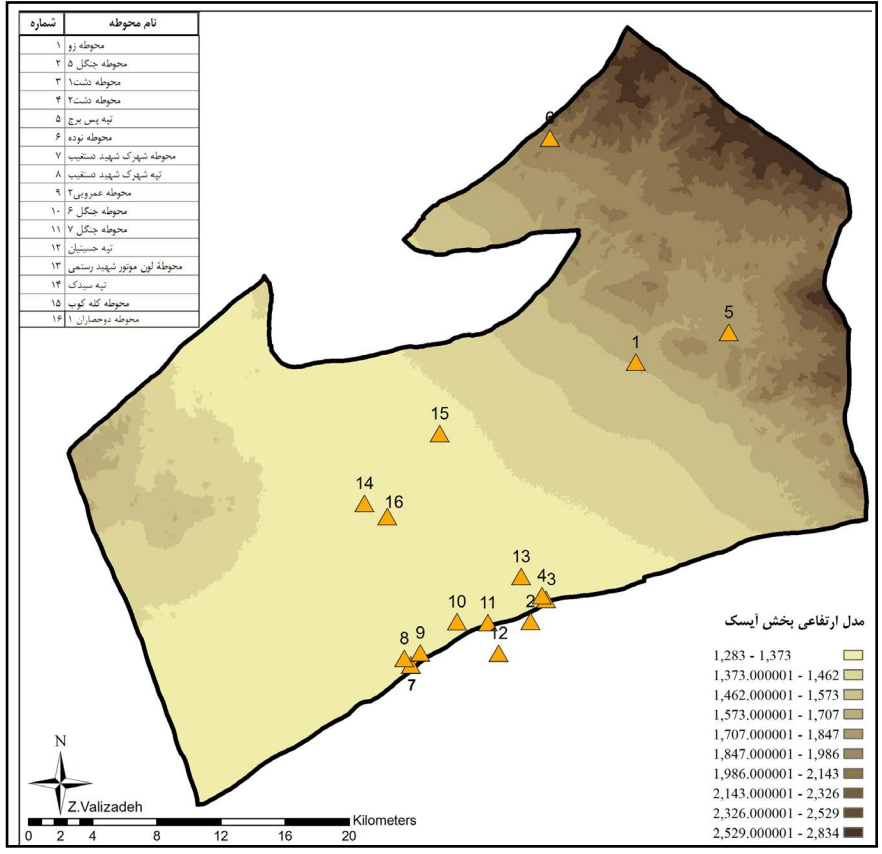 شماره نام محوطه
۱ محوطه زو
۲ محوطه جنگل ۵
۳ محوطه دشت۱
۴ محوطه دشت۲
۵ تپه پس برج
۶ محوطه نوده
۷ محوطه شهرک شهید دستغیب
۸ تپه شهرک شهید دستغیب
۹ محوطه عمرویی۲
۱۰ محوطه جنگل ۶
۱۱ محوطه جنگل ۷
۱۲ تپه حسینیان
۱۳ محوطهٔ لون موتور شهید رستمی
۱۴ تپه سیدک
۱۵ محوطه کله کوب
۱۶ محوطه دوحصاران ۱
6
5
1
15
14
16
13
4
3
2
10
11
12
9
8
7
مدل ارتفاعی بخش آیسک
1,283 - 1,373
1,373.000001 - 1,462
1,462.000001 - 1,573
1,573.000001 - 1,707
1,707.000001 - 1,847
1,847.000001 - 1,986
1,986.000001 - 2,143
2,143.000001 - 2,326
2,326.000001 - 2,529
2,529.000001 - 2,834
N
Z.Valizadeh
Kilometers
0 2 4 8 12 16 20